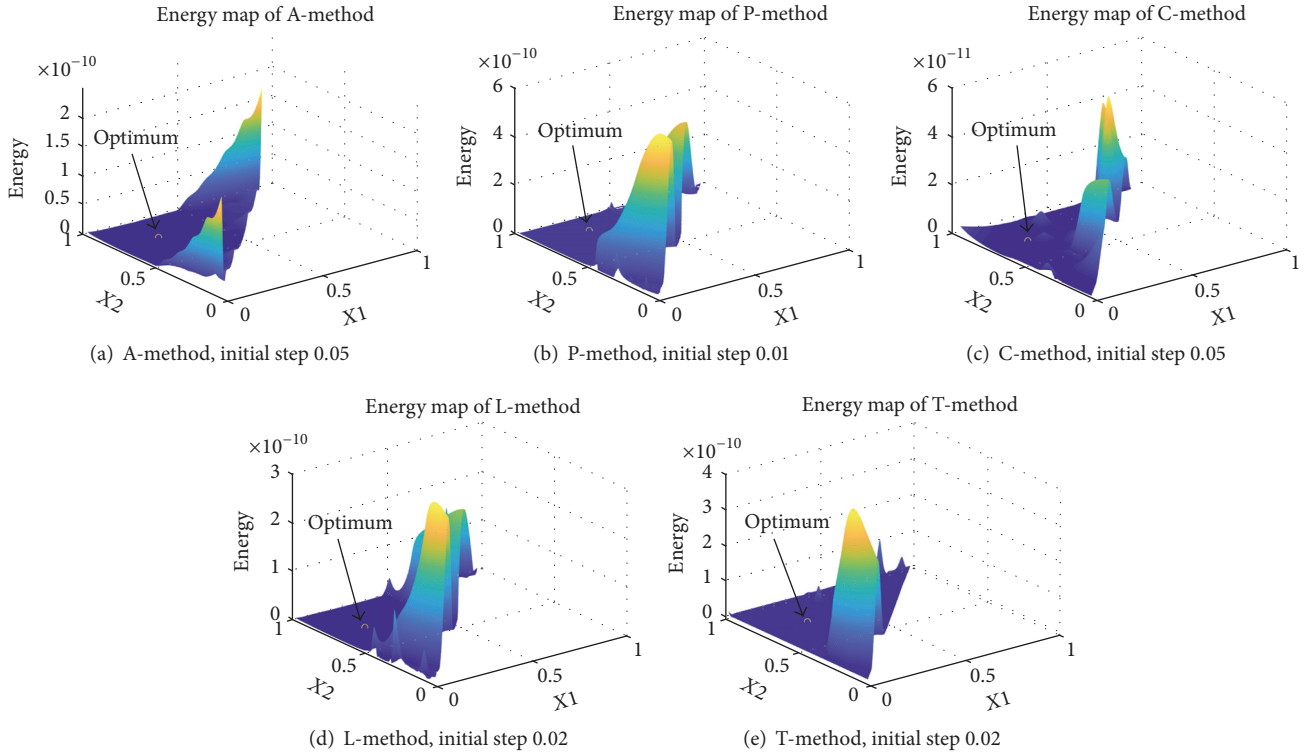 Energy map of A-method
×10⁻¹⁰
2
1.5
1
0.5
0
Energy
Optimum
1
0.5
0
X2
0
0.5
1
X1
(a) A-method, initial step 0.05
Energy map of P-method
×10⁻¹⁰
6
4
2
0
Energy
Optimum
1
0.5
0
X2
0
0.5
1
X1
(b) P-method, initial step 0.01
Energy map of C-method
×10⁻¹¹
6
4
2
0
Energy
Optimum
1
0.5
0
X2
0
0.5
1
X1
(c) C-method, initial step 0.05
Energy map of L-method
×10⁻¹⁰
3
2
1
0
Energy
Optimum
1
0.5
0
X2
0
0.5
1
X1
(d) L-method, initial step 0.02
Energy map of T-method
×10⁻¹⁰
4
3
2
1
0
Energy
Optimum
1
0.5
0
X2
0
0.5
1
X1
(e) T-method, initial step 0.02